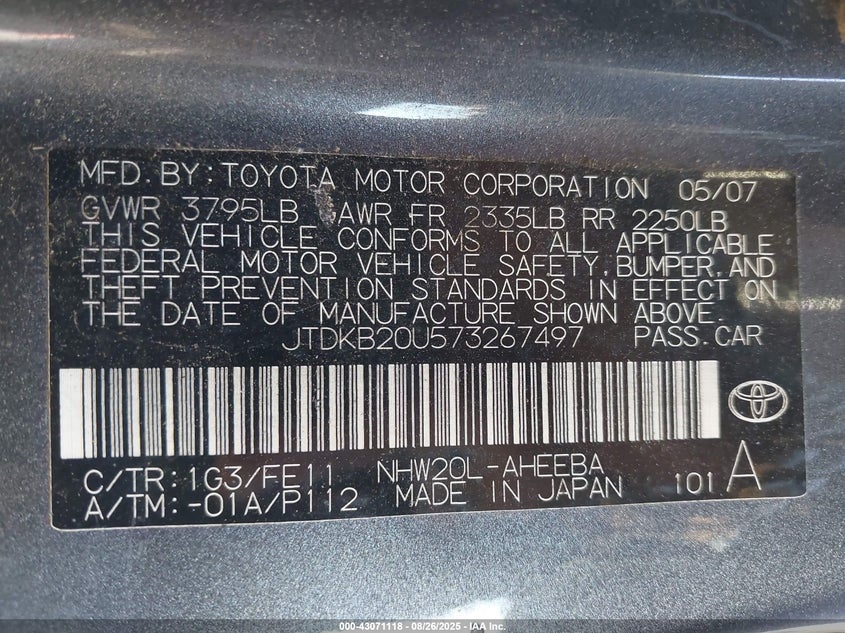 MFD.BY:TOYOTA MOTOR CORPORATION 05/07
GVWR 3795LB GAWR FR 2335LB RR 2250LB
THIS VEHICLE CONFORMS TO ALL APPLICABLE
FEDERAL MOTOR VEHICLE SAFETY,BUMPER,AND
THEFT PREVENTION STANDARDS IN EFFECT ON
THE DATE OF MANUFACTURE SHOWN ABOVE.
JTDKB20U573267497 PASS.CAR
C/TR:1G3/FE11 NHW20L-AHEEBA
A/TM:-01A/P112 MADE IN JAPAN 101 A
000-43071118 - 08/26/2025 - IAA Inc.